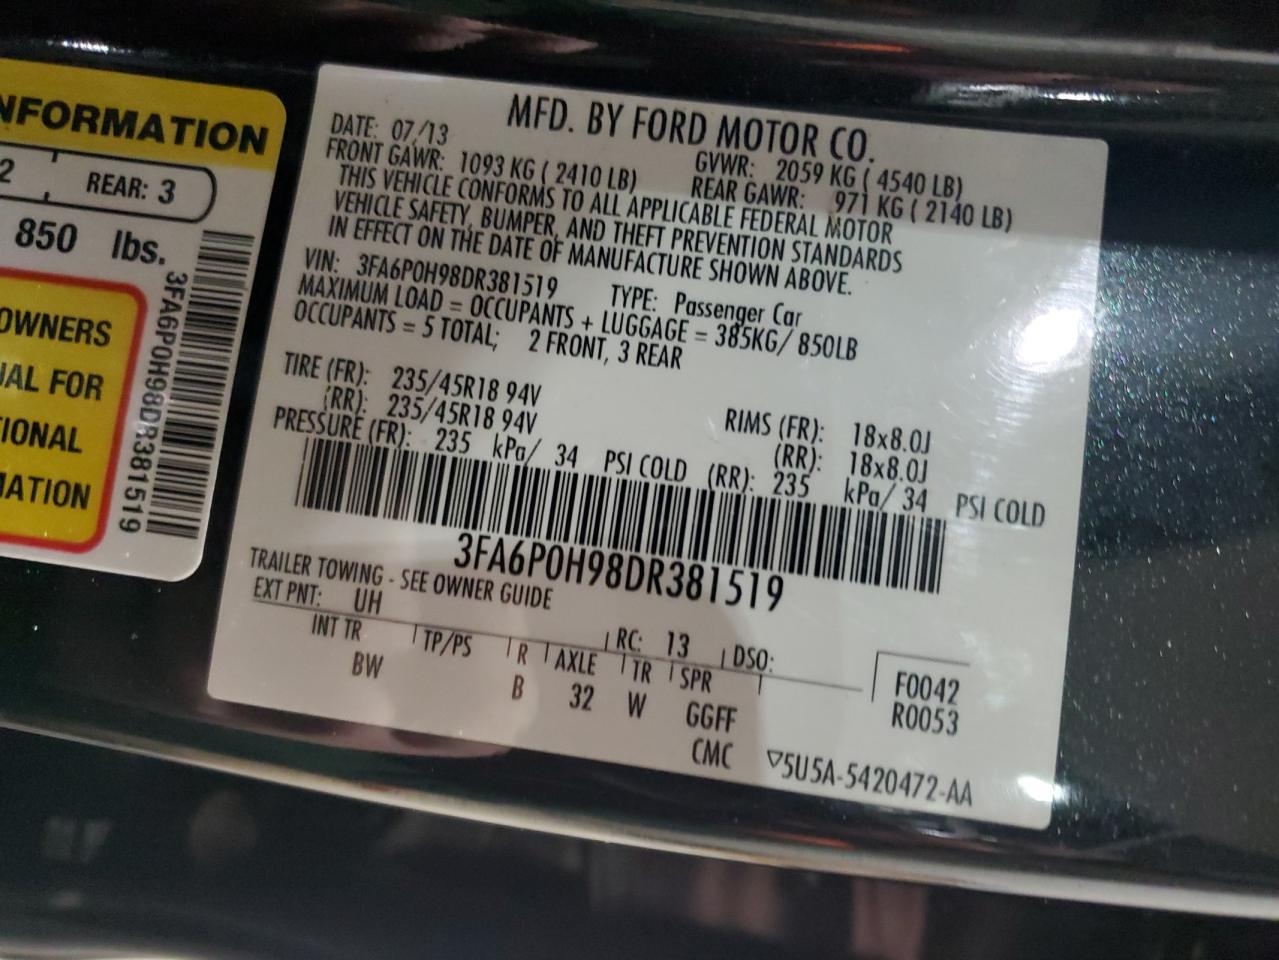 NFORMATION
2 REAR: 3
850 lbs.
OWNERS
UAL FOR
TIONAL
MATION
3FA6P0H98DR381519
MFD. BY FORD MOTOR CO.
DATE: 07/13 GVWR: 2059 KG ( 4540 LB)
FRONT GAWR: 1093 KG ( 2410 LB) REAR GAWR: 971 KG ( 2140 LB)
THIS VEHICLE CONFORMS TO ALL APPLICABLE FEDERAL MOTOR
VEHICLE SAFETY, BUMPER, AND THEFT PREVENTION STANDARDS
IN EFFECT ON THE DATE OF MANUFACTURE SHOWN ABOVE.
VIN: 3FA6P0H98DR381519 TYPE: Passenger Car
MAXIMUM LOAD = OCCUPANTS + LUGGAGE = 385KG/ 850LB
OCCUPANTS = 5 TOTAL; 2 FRONT, 3 REAR
TIRE (FR): 235/45R18 94V RIMS (FR): 18x8.0J
(RR): 235/45R18 94V (RR): 18x8.0J
PRESSURE (FR): 235 kPa/ 34 PSI COLD (RR): 235 kPa/ 34 PSI COLD
3FA6P0H98DR381519
TRAILER TOWING - SEE OWNER GUIDE
EXT PNT: UH RC: 13 DSO:
INT TR TP/PS R AXLE TR SPR F0042
BW B 32 W GGFF R0053
CMC ▽5U5A-5420472-AA